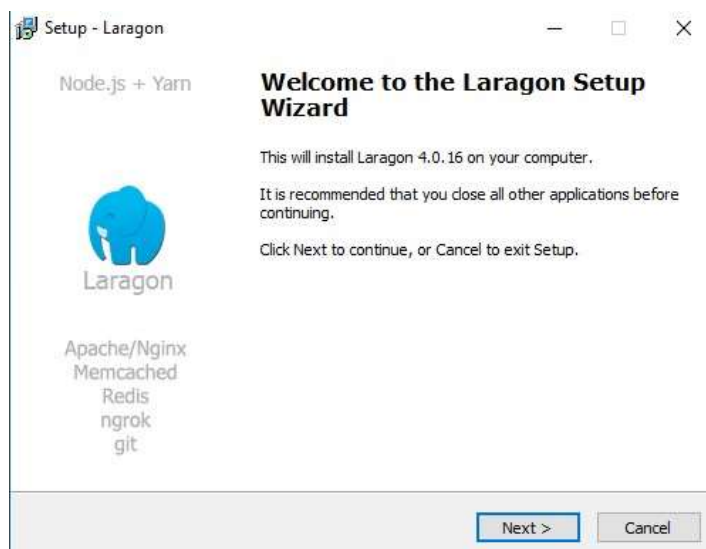 Setup - Laragon
Node.js + Yarn
Laragon
Apache/Nginx
Memcached
Redis
ngrok
git
Welcome to the Laragon Setup
Wizard
This will install Laragon 4.0.16 on your computer.
It is recommended that you close all other applications before
continuing.
Click Next to continue, or Cancel to exit Setup.
Next >
Cancel